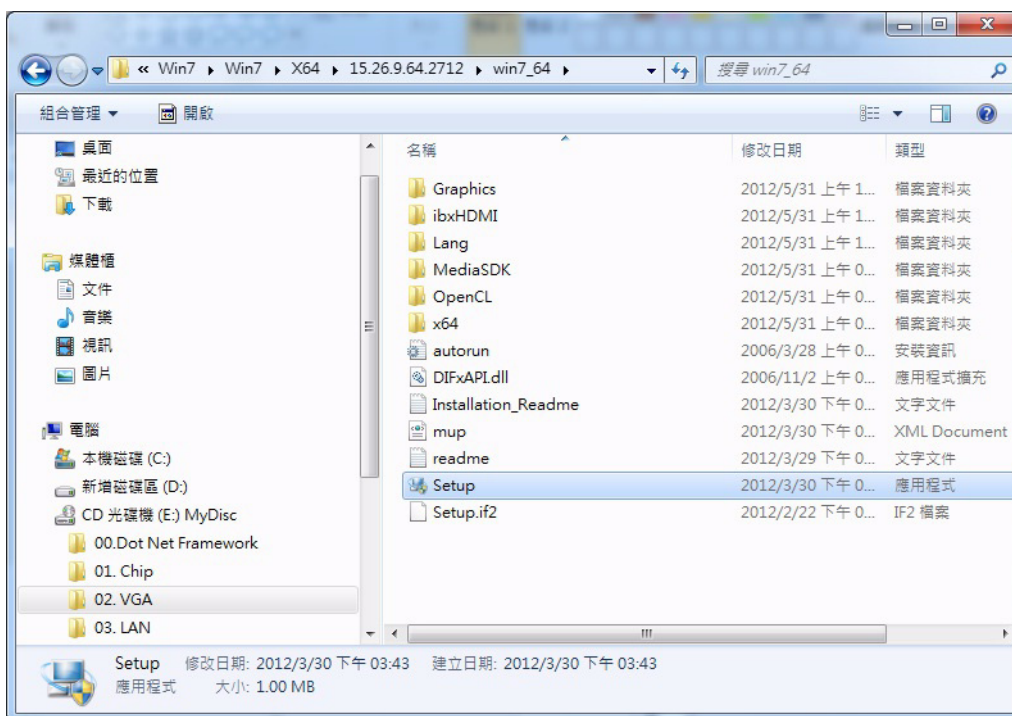 « Win7 ▸ Win7 ▸ X64 ▸ 15.26.9.64.2712 ▸ win7_64 ▸ 搜尋 win7_64
組合管理 ▼ 開啟
桌面
最近的位置
下載
媒體櫃
文件
音樂
視訊
圖片
電腦
本機磁碟 (C:)
新增磁碟區 (D:)
CD 光碟機 (E:) MyDisc
00.Dot Net Framework
01. Chip
02. VGA
03. LAN
名稱 修改日期 類型
Graphics 2012/5/31 上午 1... 檔案資料夾
ibxHDMI 2012/5/31 上午 1... 檔案資料夾
Lang 2012/5/31 上午 1... 檔案資料夾
MediaSDK 2012/5/31 上午 0... 檔案資料夾
OpenCL 2012/5/31 上午 0... 檔案資料夾
x64 2012/5/31 上午 0... 檔案資料夾
autorun 2006/3/28 上午 0... 安裝資訊
DIFxAPI.dll 2006/11/2 上午 0... 應用程式擴充
Installation_Readme 2012/3/30 下午 0... 文字文件
mup 2012/3/30 下午 0... XML Document
readme 2012/3/29 下午 0... 文字文件
Setup 2012/3/30 下午 0... 應用程式
Setup.if2 2012/2/22 下午 0... IF2 檔案
Setup 修改日期: 2012/3/30 下午 03:43 建立日期: 2012/3/30 下午 03:43
應用程式 大小: 1.00 MB